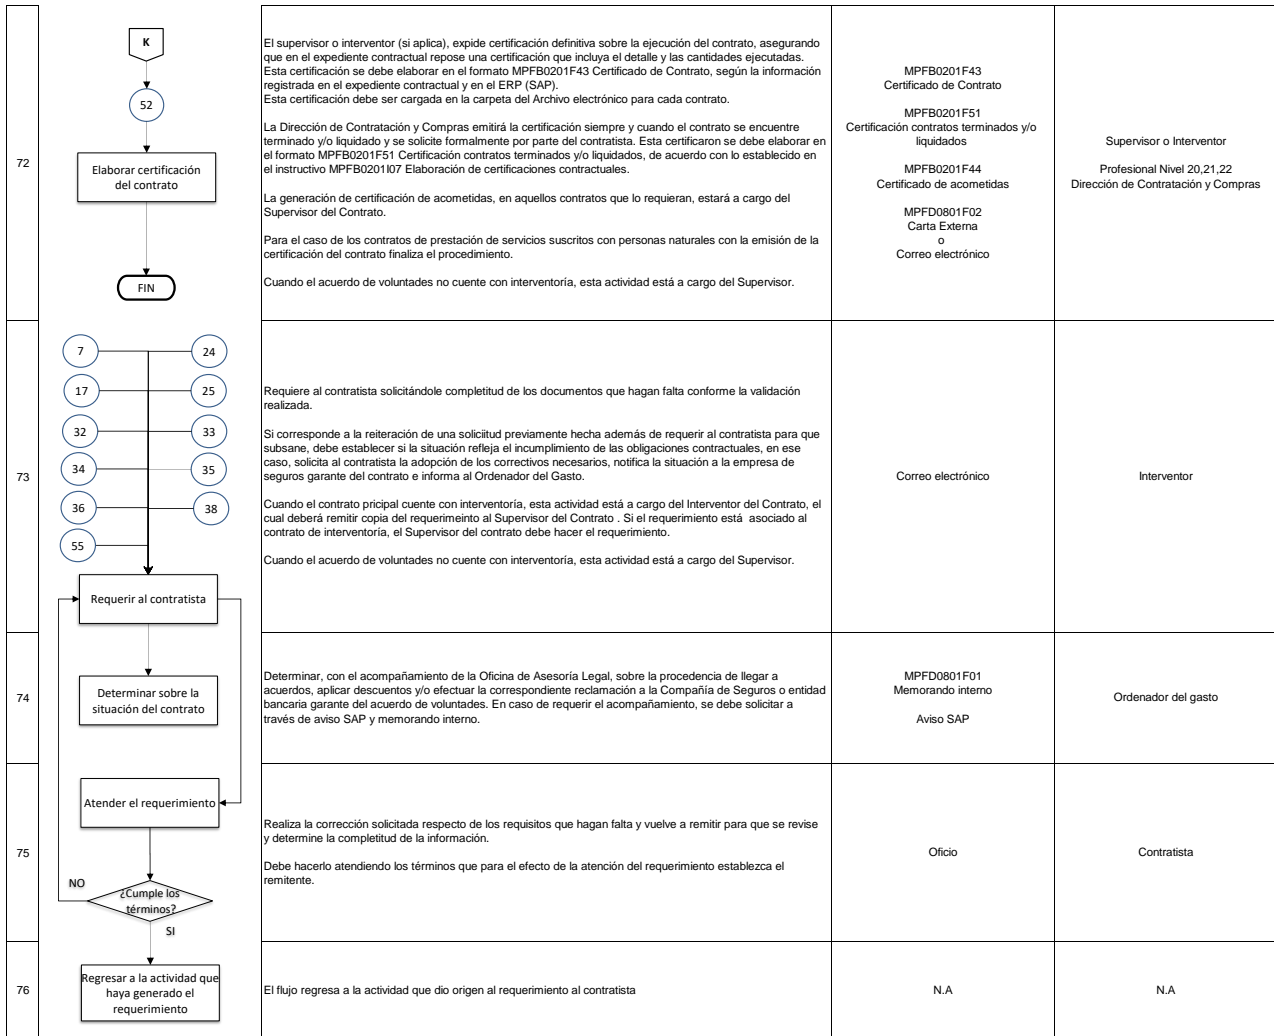 72
K
52
Elaborar certificación
del contrato
FIN
El supervisor o interventor (si aplica), expide certificación definitiva sobre la ejecución del contrato, asegurando
que en el expediente contractual repose una certificación que incluya el detalle y las cantidades ejecutadas.
Esta certificación se debe elaborar en el formato MPFB0201F43 Certificado de Contrato, según la información
registrada en el expediente contractual y en el ERP (SAP).
Esta certificación debe ser cargada en la carpeta del Archivo electrónico para cada contrato.
La Dirección de Contratación y Compras emitirá la certificación siempre y cuando el contrato se encuentre
terminado y/o liquidado y se solicite formalmente por parte del contratista. Esta certificaron se debe elaborar en
el formato MPFB0201F51 Certificación contratos terminados y/o liquidados, de acuerdo con lo establecido en
el instructivo MPFB0201I07 Elaboración de certificaciones contractuales.
La generación de certificación de acometidas, en aquellos contratos que lo requieran, estará a cargo del
Supervisor del Contrato.
Para el caso de los contratos de prestación de servicios suscritos con personas naturales con la emisión de la
certificación del contrato finaliza el procedimiento.
Cuando el acuerdo de voluntades no cuente con interventoría, esta actividad está a cargo del Supervisor.
MPFB0201F43
Certificado de Contrato
MPFB0201F51
Certificación contratos terminados y/o
liquidados
MPFB0201F44
Certificado de acometidas
MPFD0801F02
Carta Externa
o
Correo electrónico
Supervisor o Interventor
Profesional Nivel 20,21,22
Dirección de Contratación y Compras
73
7
24
17
25
32
33
34
35
36
38
55
Requerir al contratista
Requiere al contratista solicitándole completitud de los documentos que hagan falta conforme la validación
realizada.
Si corresponde a la reiteración de una soliciitud previamente hecha además de requerir al contratista para que
subsane, debe establecer si la situación refleja el incumplimiento de las obligaciones contractuales, en ese
caso, solicita al contratista la adopción de los correctivos necesarios, notifica la situación a la empresa de
seguros garante del contrato e informa al Ordenador del Gasto.
Cuando el contrato pricipal cuente con interventoría, esta actividad está a cargo del Interventor del Contrato, el
cual deberá remitir copia del requerimeinto al Supervisor del Contrato . Si el requerimiento está  asociado al
contrato de interventoría, el Supervisor del contrato debe hacer el requerimiento.
Cuando el acuerdo de voluntades no cuente con interventoría, esta actividad está a cargo del Supervisor.
Correo electrónico
Interventor
74
Determinar sobre la
situación del contrato
Determinar, con el acompañamiento de la Oficina de Asesoría Legal, sobre la procedencia de llegar a
acuerdos, aplicar descuentos y/o efectuar la correspondiente reclamación a la Compañía de Seguros o entidad
bancaria garante del acuerdo de voluntades. En caso de requerir el acompañamiento, se debe solicitar a
través de aviso SAP y memorando interno.
MPFD0801F01
Memorando interno
Aviso SAP
Ordenador del gasto
75
Atender el requerimiento
¿Cumple los
términos?
NO
SI
Realiza la corrección solicitada respecto de los requisitos que hagan falta y vuelve a remitir para que se revise
y determine la completitud de la información.
Debe hacerlo atendiendo los términos que para el efecto de la atención del requerimiento establezca el
remitente.
Oficio
Contratista
76
Regresar a la actividad que
haya generado el
requerimiento
El flujo regresa a la actividad que dio origen al requerimiento al contratista
N.A
N.A